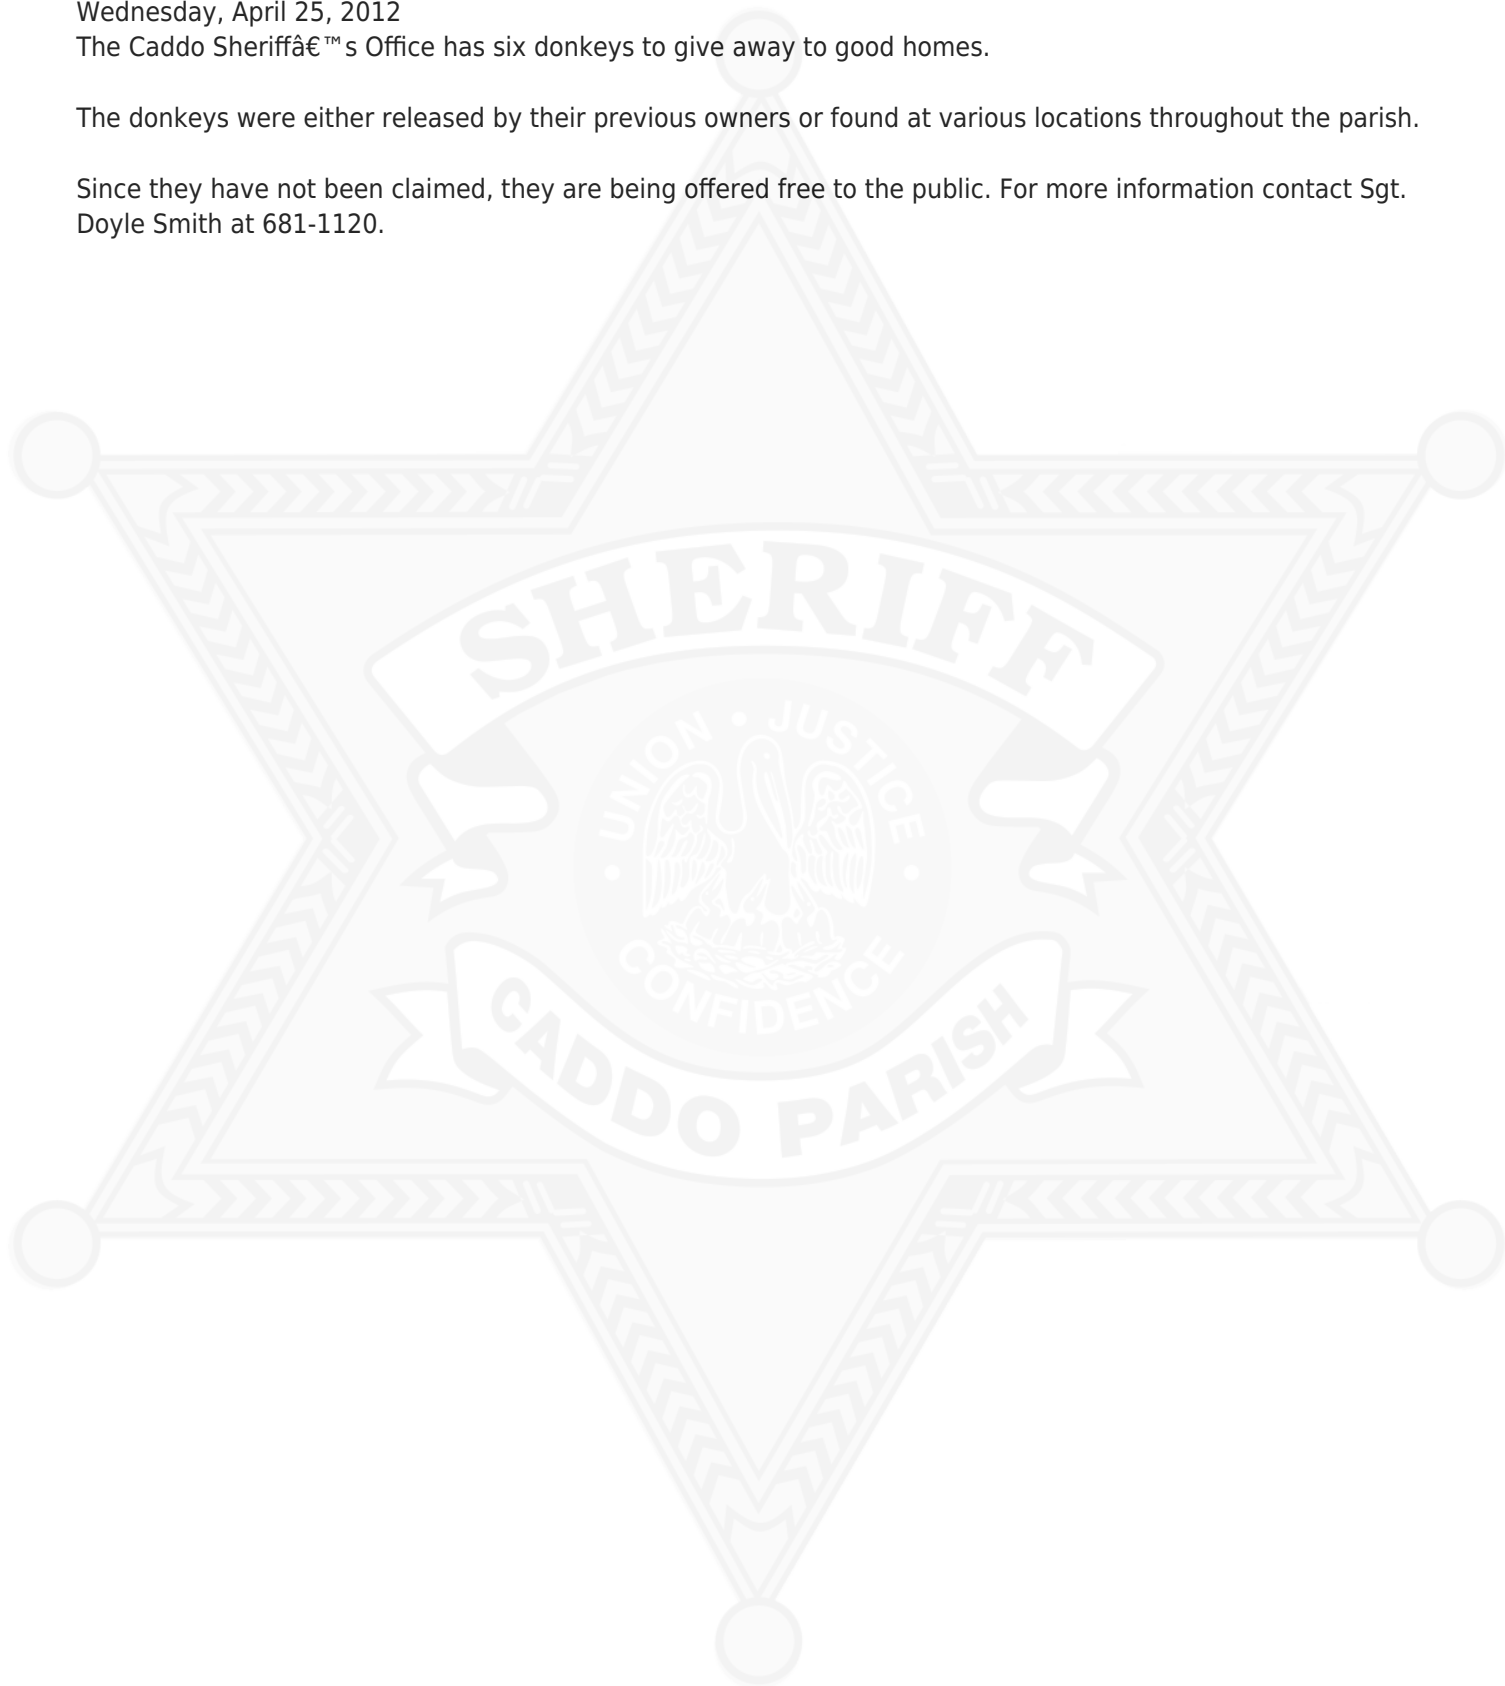 Wednesday, April 25, 2012
The Caddo Sheriffâ€™s Office has six donkeys to give away to good homes.
The donkeys were either released by their previous owners or found at various locations throughout the parish.
Since they have not been claimed, they are being offered free to the public. For more information contact Sgt.
Doyle Smith at 681-1120.
SHERIFF
UNION • JUSTICE
• CONFIDENCE •
CADDO PARISH